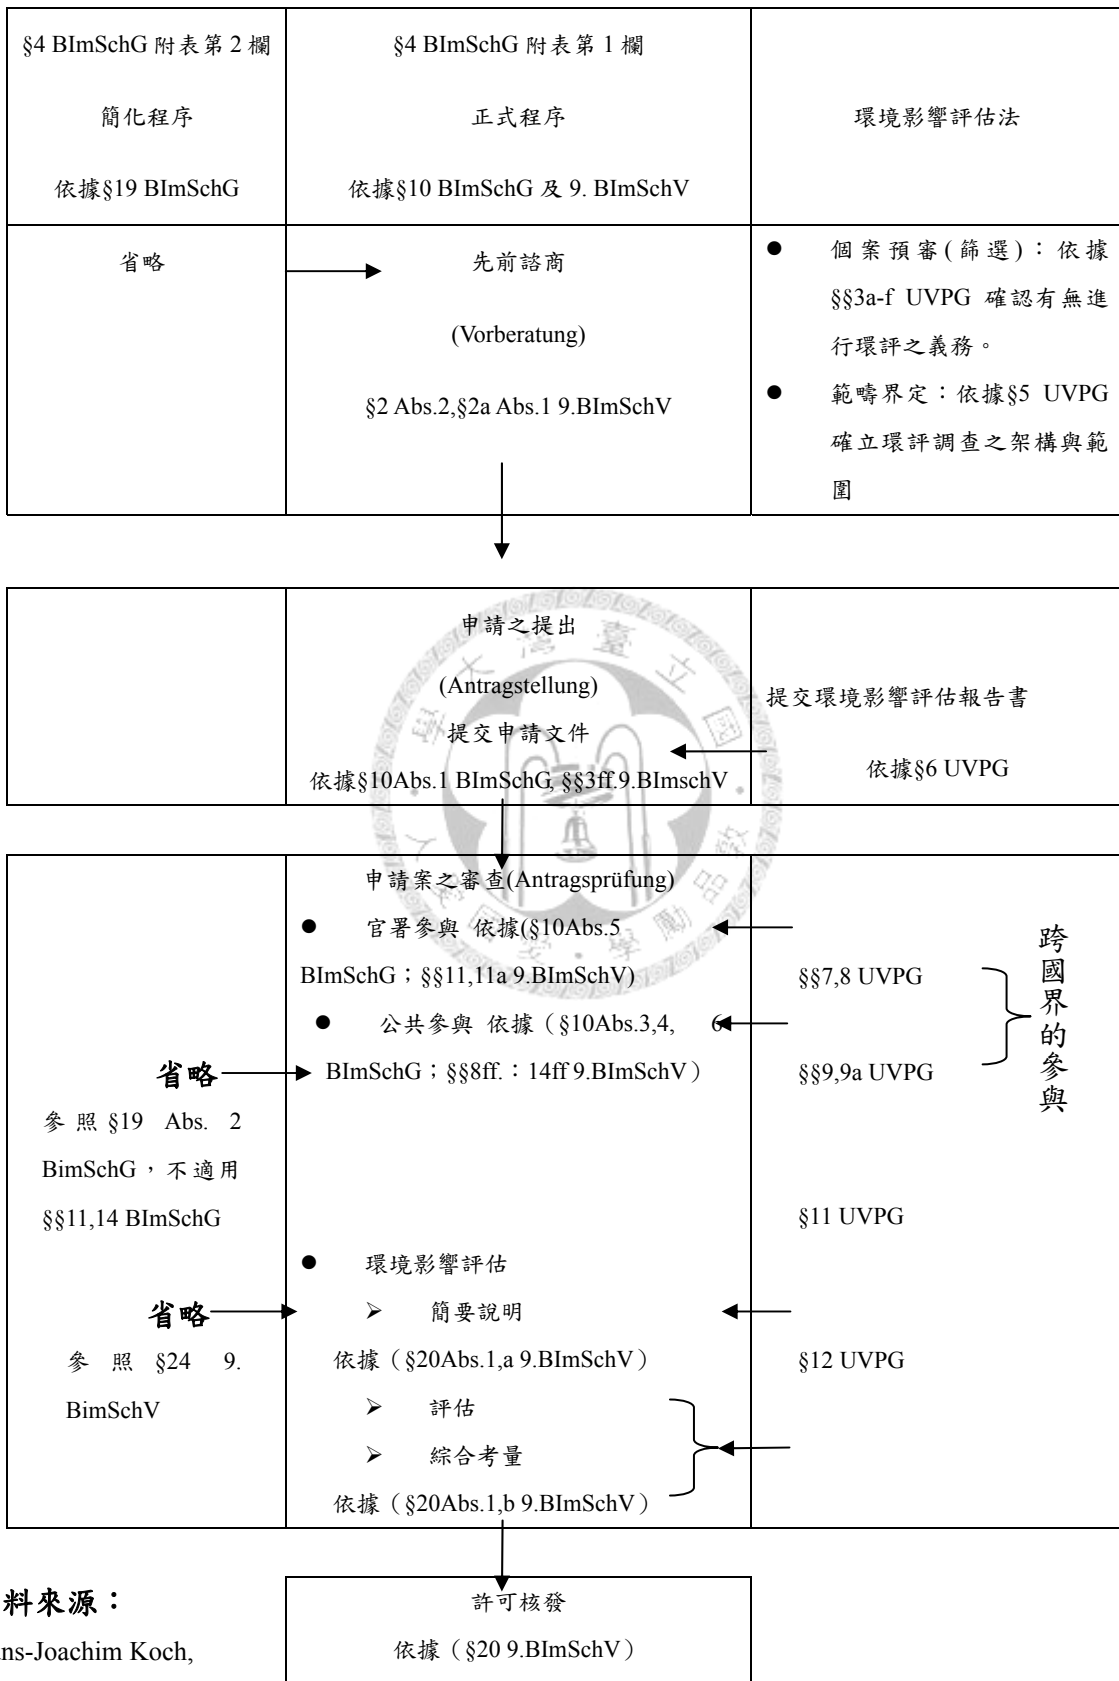 §4 BImSchG 附表第 2 欄
簡化程序
依據§19 BImSchG
§4 BImSchG 附表第 1 欄
正式程序
依據§10 BImSchG 及 9. BImSchV
環境影響評估法
省略
先前諮商
(Vorberatung)
§2 Abs.2,§2a Abs.1 9.BImSchV
● 個案預審(篩選)：依據
§§3a-f UVPG 確認有無進
行環評之義務。
● 範疇界定：依據§5 UVPG
確立環評調查之架構與範
圍
申請之提出
(Antragstellung)
提交申請文件
依據§10Abs.1 BImSchG, §§3ff.9.BImschV
提交環境影響評估報告書
依據§6 UVPG
申請案之審查(Antragsprüfung)
● 官署參與 依據(§10Abs.5
BImSchG；§§11,11a 9.BImSchV)
● 公共參與 依據（§10Abs.3,4, 6
BImSchG；§§8ff.：14ff 9.BImSchV）
省略
參照§19 Abs. 2
BimSchG，不適用
§§11,14 BImSchG
● 環境影響評估
➢ 簡要說明
依據（§20Abs.1,a 9.BImSchV）
➢ 評估
➢ 綜合考量
依據（§20Abs.1,b 9.BImSchV）
省略
參照 §24 9.
BimSchV
§§7,8 UVPG
§§9,9a UVPG
跨國界的參與
§11 UVPG
§12 UVPG
許可核發
依據（§20 9.BImSchV）
料來源：
ns-Joachim Koch,